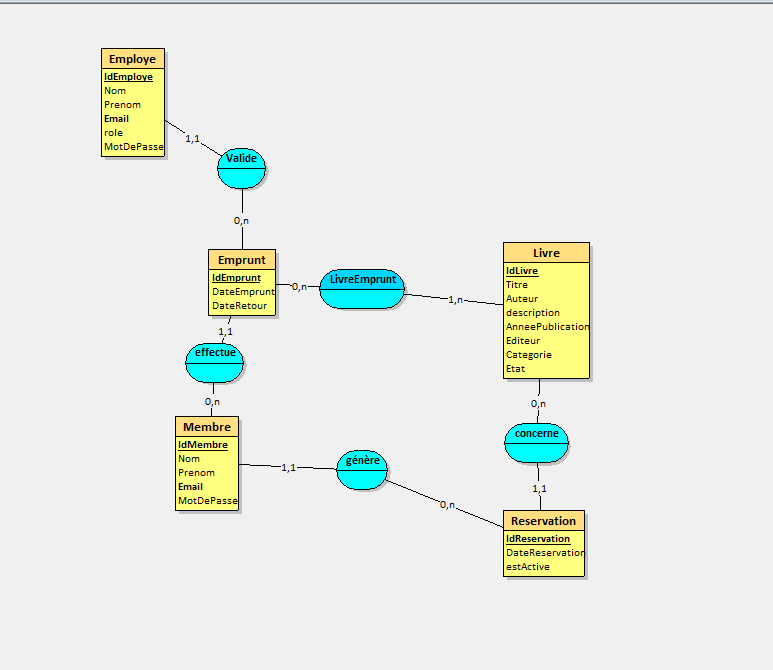 Employe
IdEmploye
Nom
Prenom
Email
role
MotDePasse
1,1
Valide
0,n
Emprunt
IdEmprunt
DateEmprunt
DateRetour
0,n
LivreEmprunt
1,n
Livre
IdLivre
Titre
Auteur
description
AnneePublication
Editeur
Categorie
Etat
1,1
effectue
0,n
Membre
IdMembre
Nom
Prenom
Email
MotDePasse
1,1
génère
0,n
0,n
concerne
1,1
Reservation
IdReservation
DateReservation
estActive